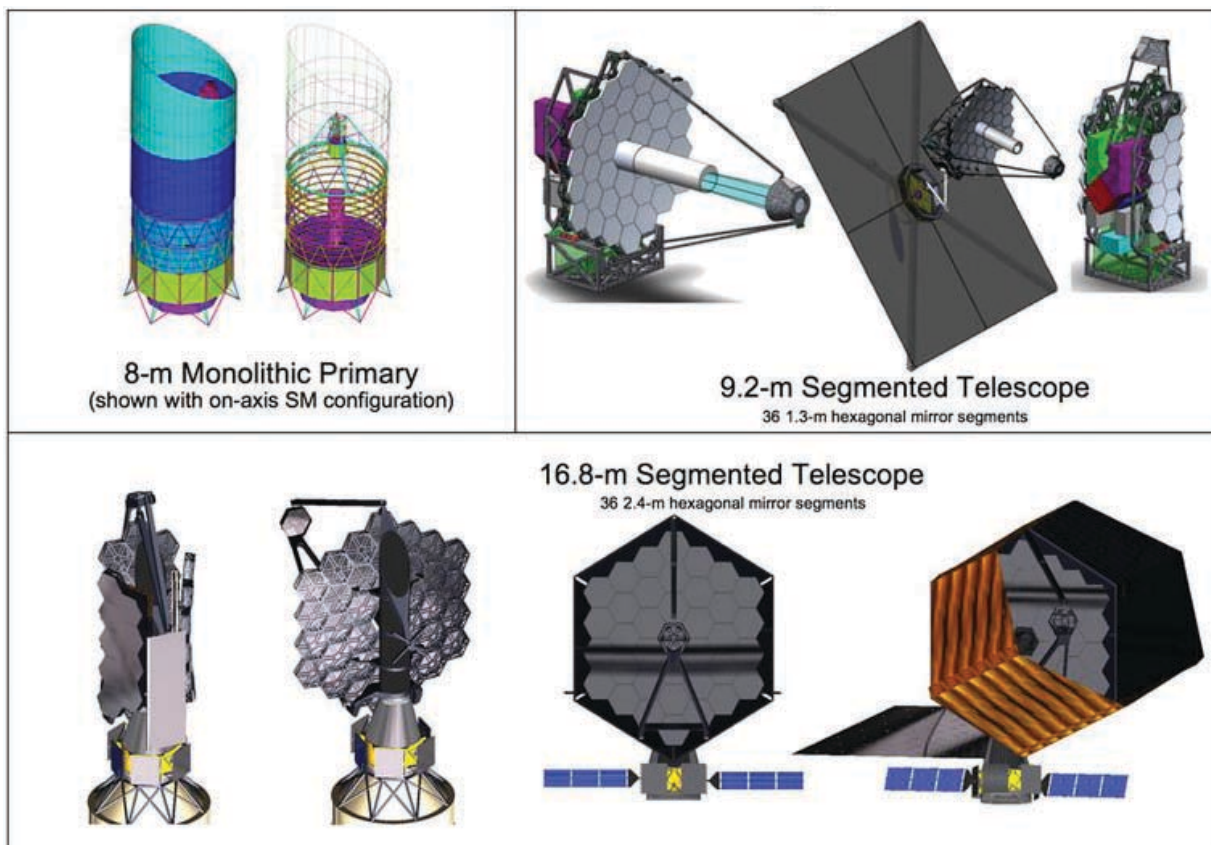 8-m Monolithic Primary
(shown with on-axis SM configuration)
9.2-m Segmented Telescope
36 1.3-m hexagonal mirror segments
16.8-m Segmented Telescope
36 2.4-m hexagonal mirror segments